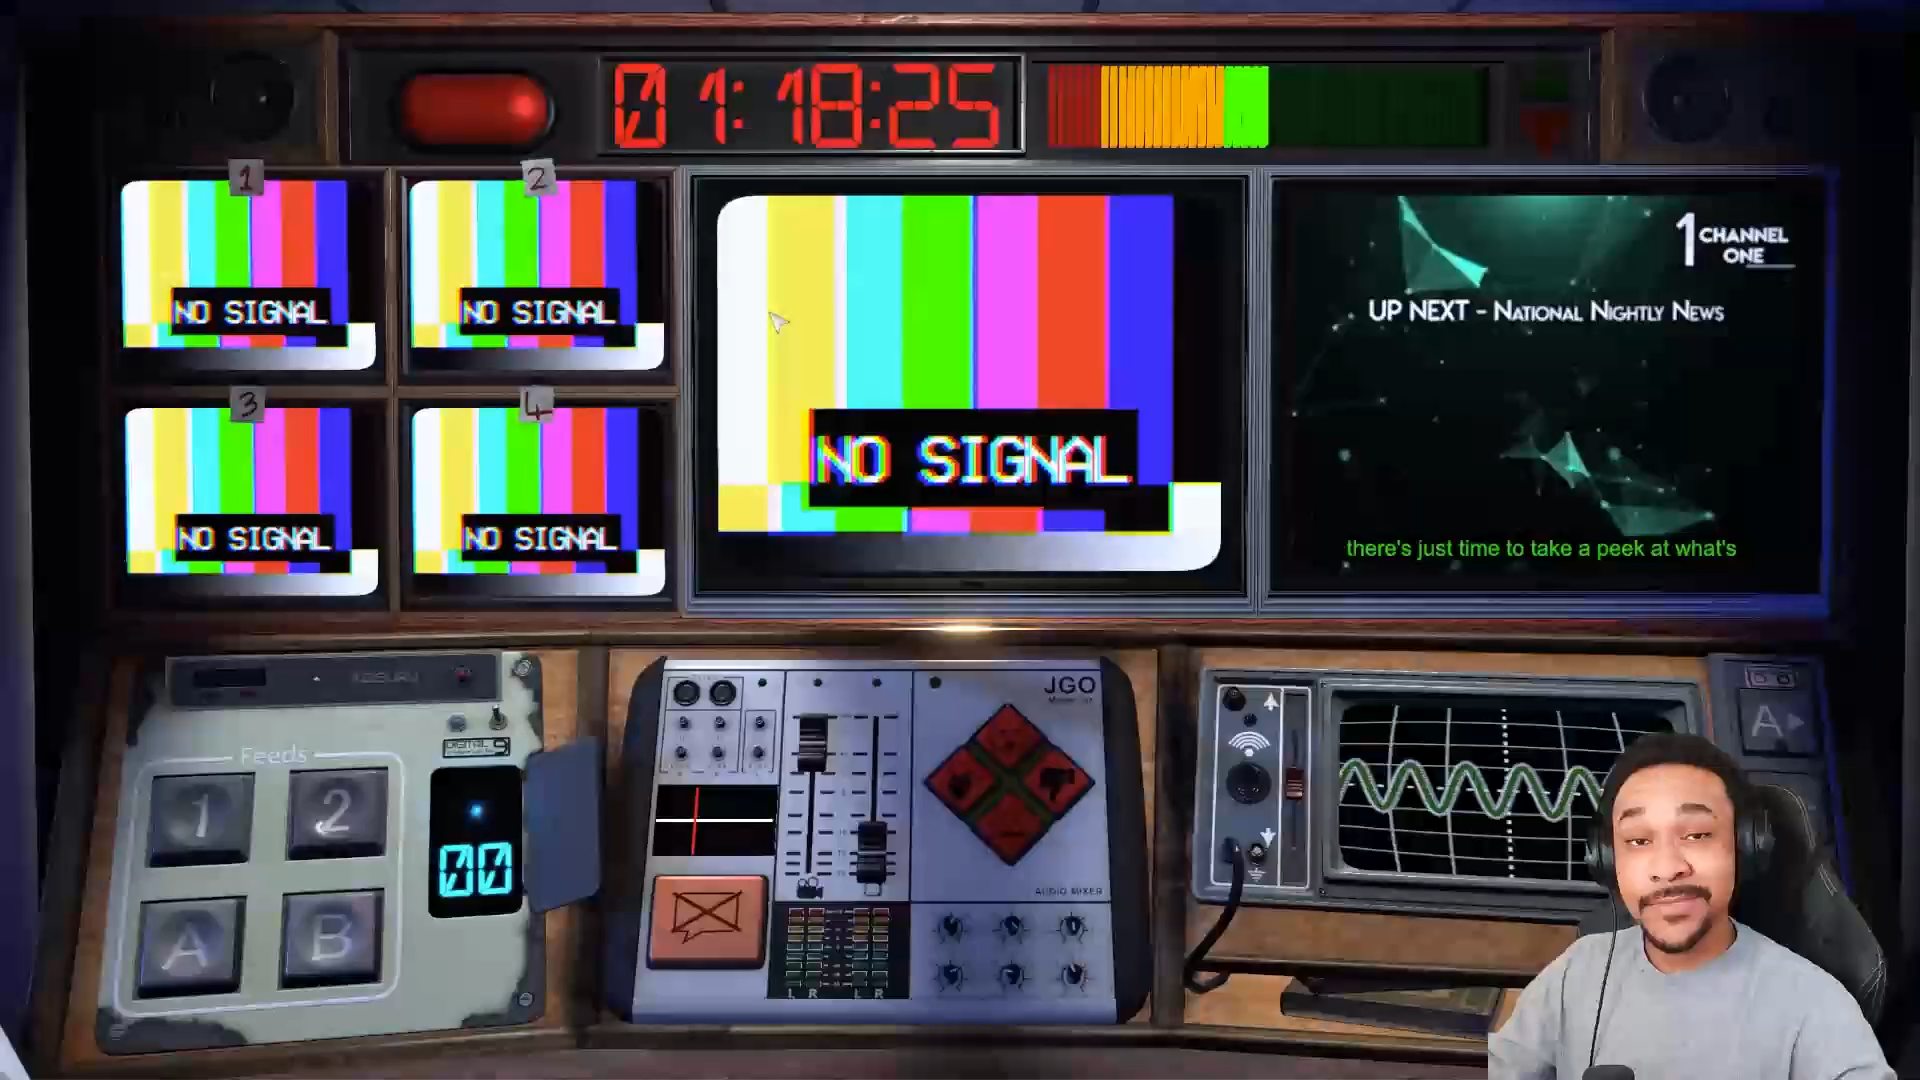 01:18:25
1
2
NO SIGNAL
NO SIGNAL
3
4
NO SIGNAL
NO SIGNAL
NO SIGNAL
1 CHANNEL
ONE
UP NEXT - NATIONAL NIGHTLY NEWS
there's just time to take a peek at what's
DIGITAL 9
Feeds
1
2
A
B
00
JGO
AUDIO MIXER
L R
L R
A